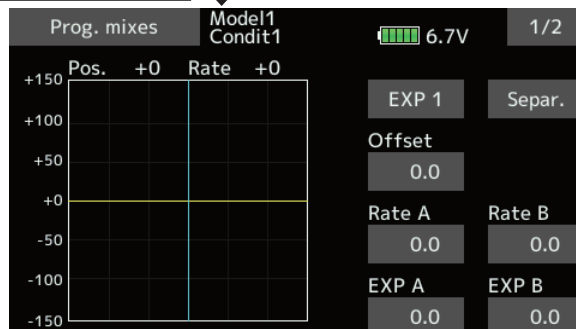 Prog. mixes
Model1
Condit1
6.7V
1/2
Pos. +0 Rate +0
+150
+100
+50
+0
-50
-100
-150
EXP 1
Separ.
Offset
0.0
Rate A Rate B
0.0 0.0
EXP A EXP B
0.0 0.0